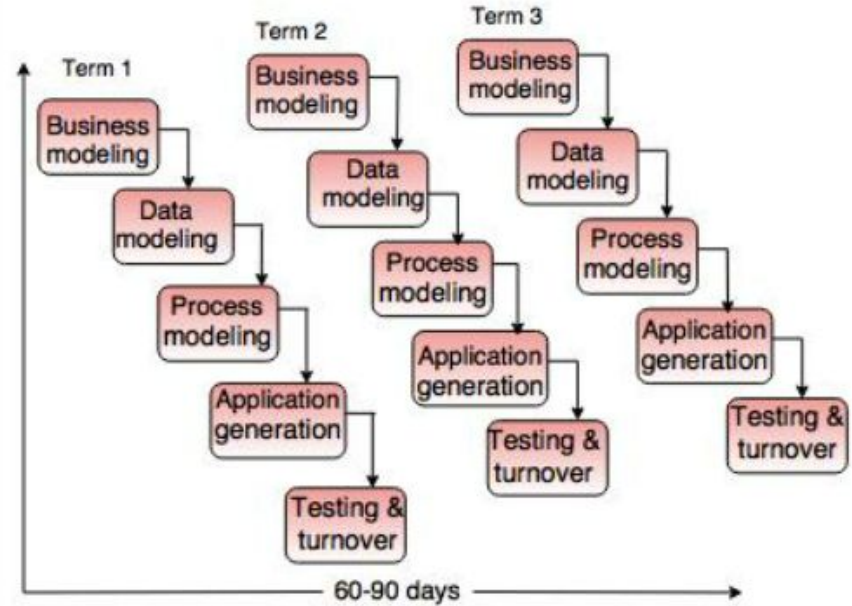 Term 1
Business
modeling
Data
modeling
Process
modeling
Application
generation
Testing &
turnover
Term 2
Business
modeling
Data
modeling
Process
modeling
Application
generation
Testing &
turnover
Term 3
Business
modeling
Data
modeling
Process
modeling
Application
generation
Testing &
turnover
60-90 days